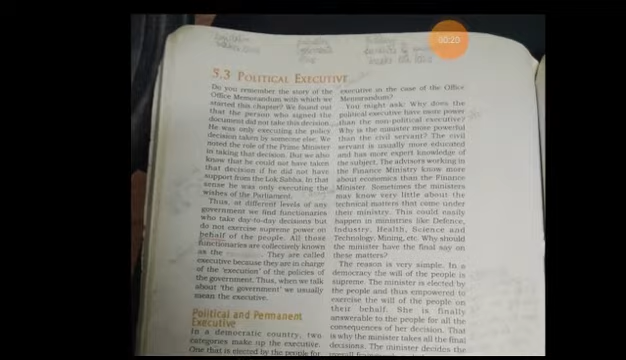 00:20
5.3 POLITICAL EXECUTIVE
Do you remember the story of the
Office Memorandum with which we
started this chapter? We found out
that the person who signed the
document did not take this decision.
He was only executing the policy
decision taken by someone else. We
noted the role of the Prime Minister
in taking that decision. But we also
know that he could not have taken
that decision if he did not have
support from the Lok Sabha. In that
sense he was only executing the
wishes of the Parliament.
Thus, at different levels of any
government we find functionaries
who take day-to-day decisions but
do not exercise supreme power on
behalf of the people. All those
functionaries are collectively known
as the They are called
executive because they are in charge
of the 'execution' of the policies of
the government. Thus, when we talk
about 'the government' we usually
mean the executive.
Political and Permanent
Executive
In a democratic country, two
categories make up the executive.
One that is elected by the people for
executive in the case of the Office
Memorandum?
You might ask: Why does the
political executive have more power
than the non-political executive?
Why is the minister more powerful
than the civil servant? The civil
servant is usually more educated
and has more expert knowledge of
the subject. The advisors working in
the Finance Ministry know more
about economics than the Finance
Minister. Sometimes the ministers
may know very little about the
technical matters that come under
their ministry. This could easily
happen in ministries like Defence,
Industry, Health, Science and
Technology, Mining, etc. Why should
the minister have the final say on
these matters?
The reason is very simple. In a
democracy the will of the people is
supreme. The minister is elected by
the people and thus empowered to
exercise the will of the people on
their behalf. She is finally
answerable to the people for all the
consequences of her decision. That
is why the minister takes all the final
decisions. The minister decides the